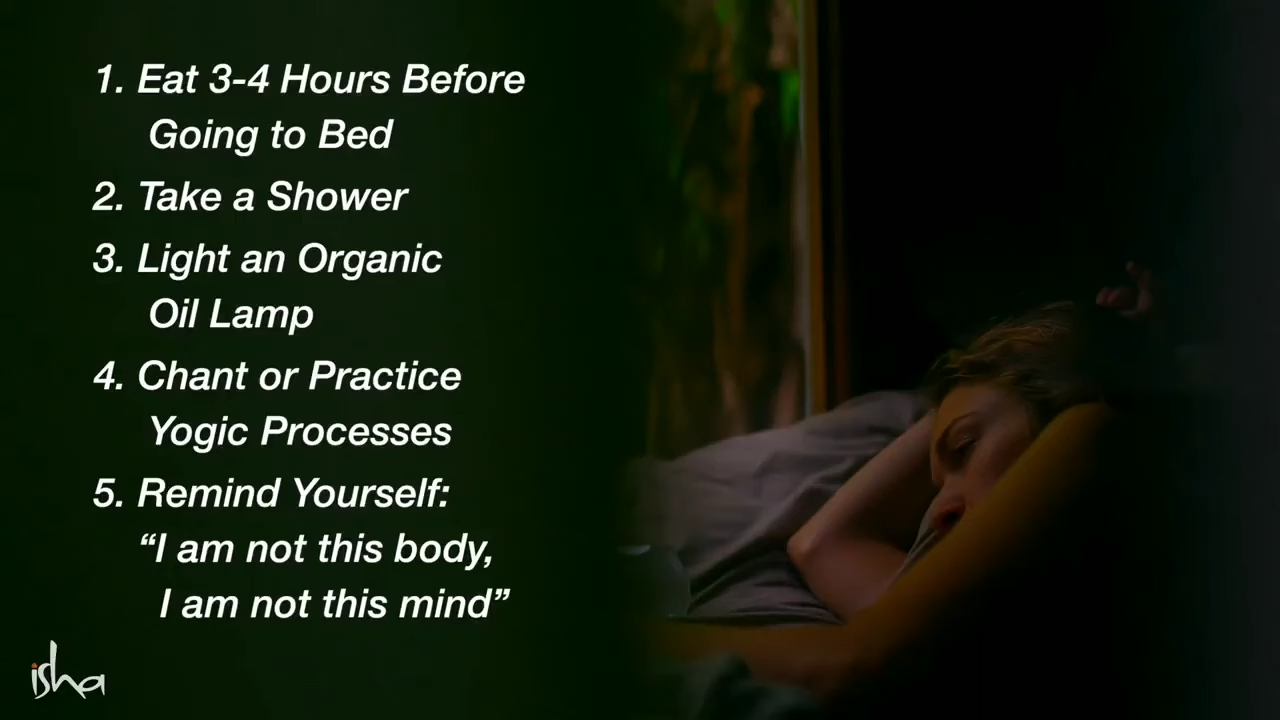 1. Eat 3-4 Hours Before
Going to Bed
2. Take a Shower
3. Light an Organic
Oil Lamp
4. Chant or Practice
Yogic Processes
5. Remind Yourself:
“I am not this body,
I am not this mind”
isha